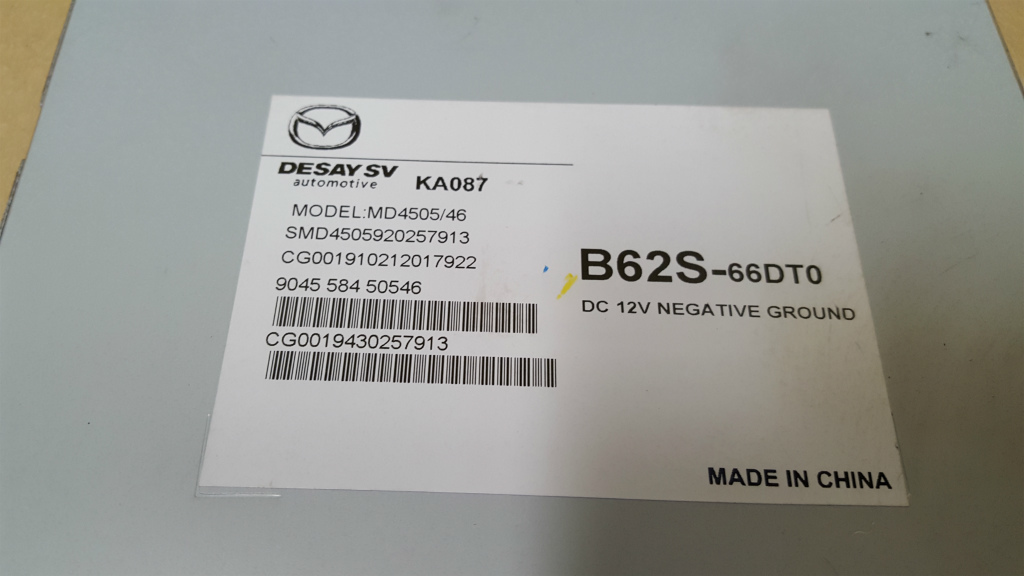 DESAY SV
automotive KA087
MODEL:MD4505/46
SMD4505920257913
CG001910212017922
9045 584 50546
CG0019430257913
B62S-66DT0
DC 12V NEGATIVE GROUND
MADE IN CHINA